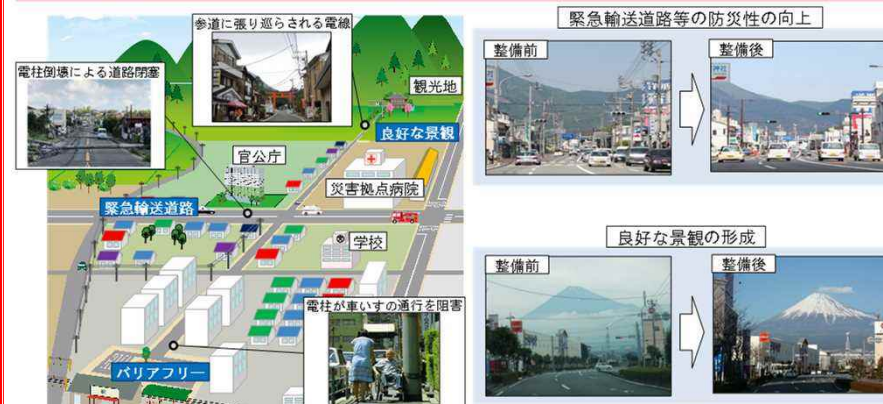 参道に張り巡らされる電線
電柱倒壊による道路閉塞
観光地
良好な景観
官公庁
災害拠点病院
緊急輸送道路
学校
電柱が車いすの通行を阻害
バリアフリー
緊急輸送道路等の防災性の向上
整備前
整備後
良好な景観の形成
整備前
整備後